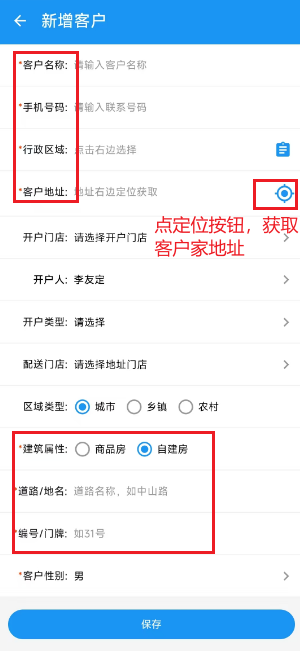 新增客户
*客户名称: 请输入客户名称
*手机号码: 请输入联系号码
*行政区域: 点击右边选择
*客户地址: 地址右边定位获取
点定位按钮，获取
客户家地址
开户门店: 请选择开户门店
开户人: 李友定
开户类型: 请选择
配送门店: 请选择地址门店
区域类型: 城市 乡镇 农村
*建筑属性: 商品房 自建房
*道路/地名: 道路名称，如中山路
*编号/门牌: 如31号
*客户性别: 男
保存